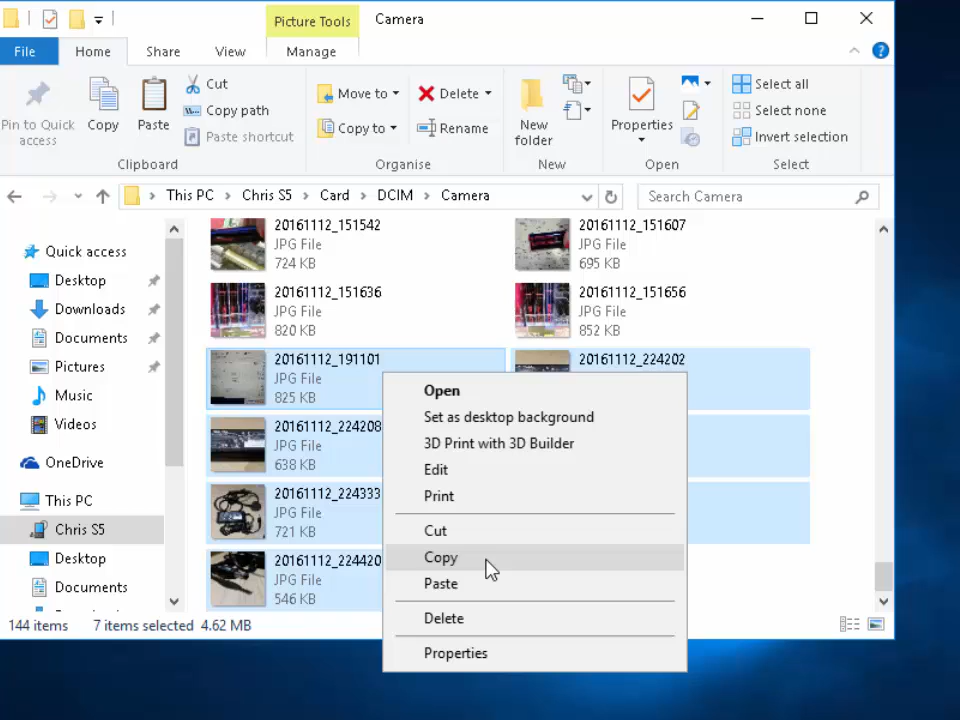 Picture Tools
Camera
File
Home
Share
View
Manage
Pin to Quick access
Copy
Paste
Cut
Copy path
Paste shortcut
Move to
Copy to
Delete
Rename
New folder
Properties
Select all
Select none
Invert selection
Clipboard
Organise
New
Open
Select
This PC
Chris S5
Card
DCIM
Camera
Search Camera
Quick access
Desktop
Downloads
Documents
Pictures
Music
Videos
OneDrive
This PC
Chris S5
Desktop
Documents
20161112_151542
JPG File
724 KB
20161112_151607
JPG File
695 KB
20161112_151636
JPG File
820 KB
20161112_151656
JPG File
852 KB
20161112_191101
JPG File
825 KB
20161112_224202
20161112_224208
JPG File
638 KB
20161112_224333
JPG File
721 KB
20161112_224420
JPG File
546 KB
Open
Set as desktop background
3D Print with 3D Builder
Edit
Print
Cut
Copy
Paste
Delete
Properties
144 items
7 items selected
4.62 MB